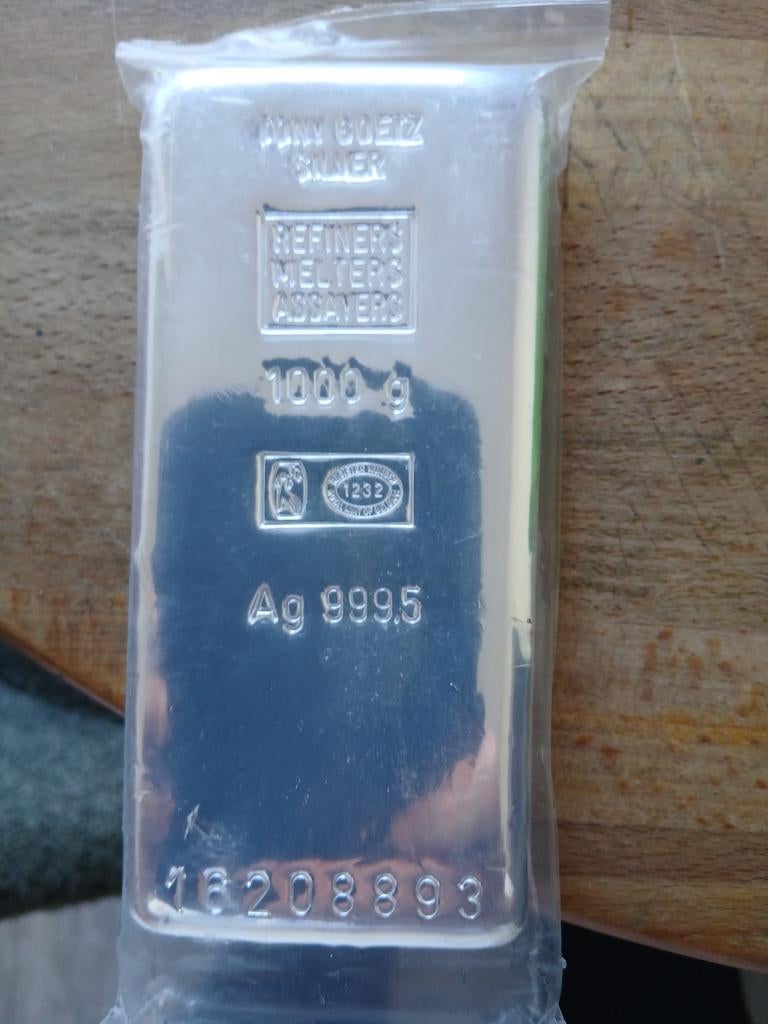 TONY GOETZ
SILVER
REFINERS
MELTERS
ASSAYERS
1000 g
1232
Ag 999.5
16208893